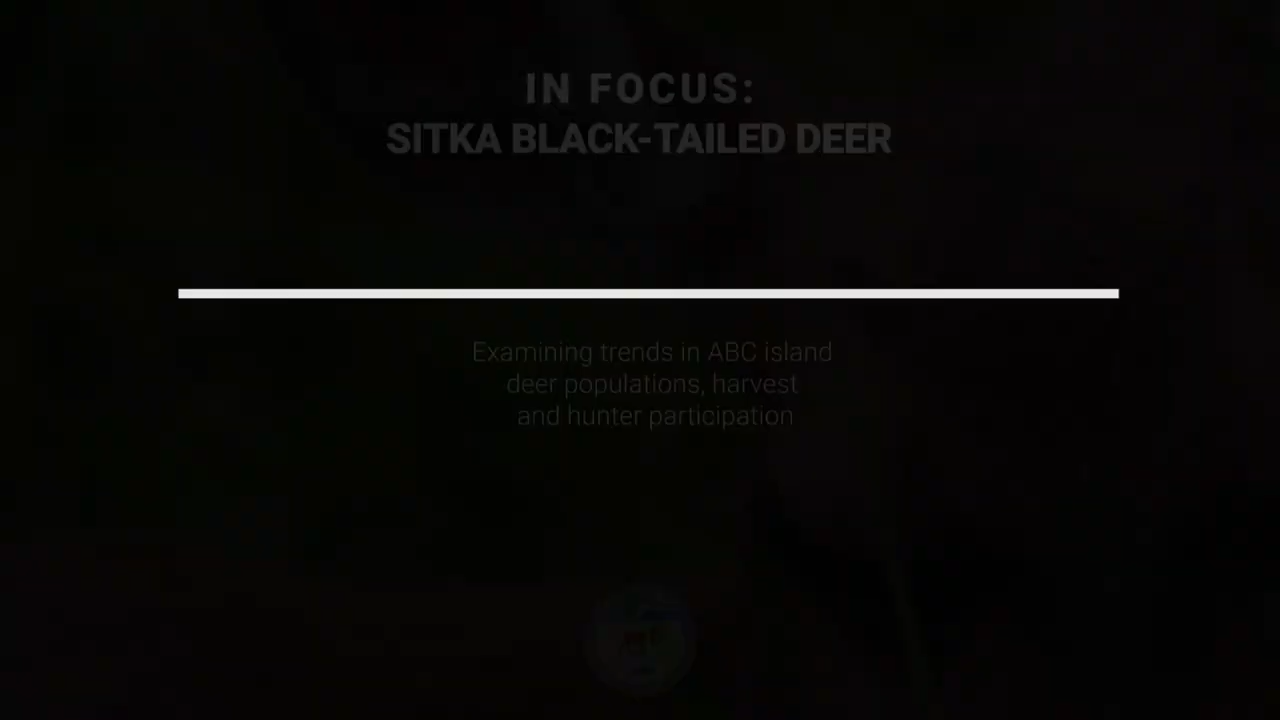 IN FOCUS:
SITKA BLACK-TAILED DEER
Examining trends in ABC island
deer populations, harvest
and hunter participation